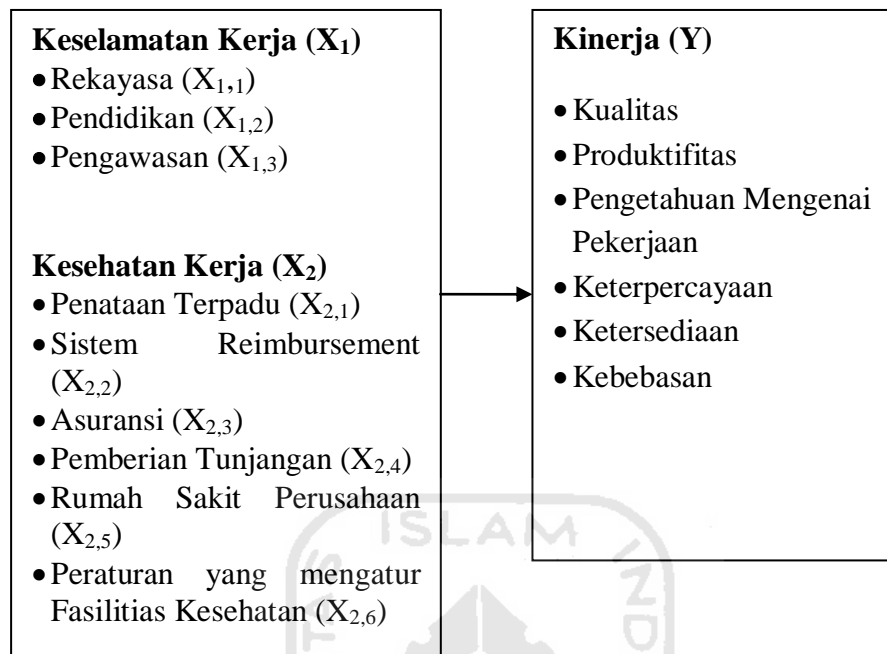 Keselamatan Kerja (X1)
•Rekayasa (X1,1)
•Pendidikan (X1,2)
•Pengawasan (X1,3)
Kesehatan Kerja (X2)
•Penataan Terpadu (X2,1)
•Sistem Reimbursement
(X2,2)
•Asuransi (X2,3)
•Pemberian Tunjangan (X2,4)
•Rumah Sakit Perusahaan
(X2,5)
•Peraturan yang mengatur
Fasilitias Kesehatan (X2,6)
Kinerja (Y)
•Kualitas
•Produktifitas
•Pengetahuan Mengenai
Pekerjaan
•Keterpercayaan
•Ketersediaan
•Kebebasan
ISLAM